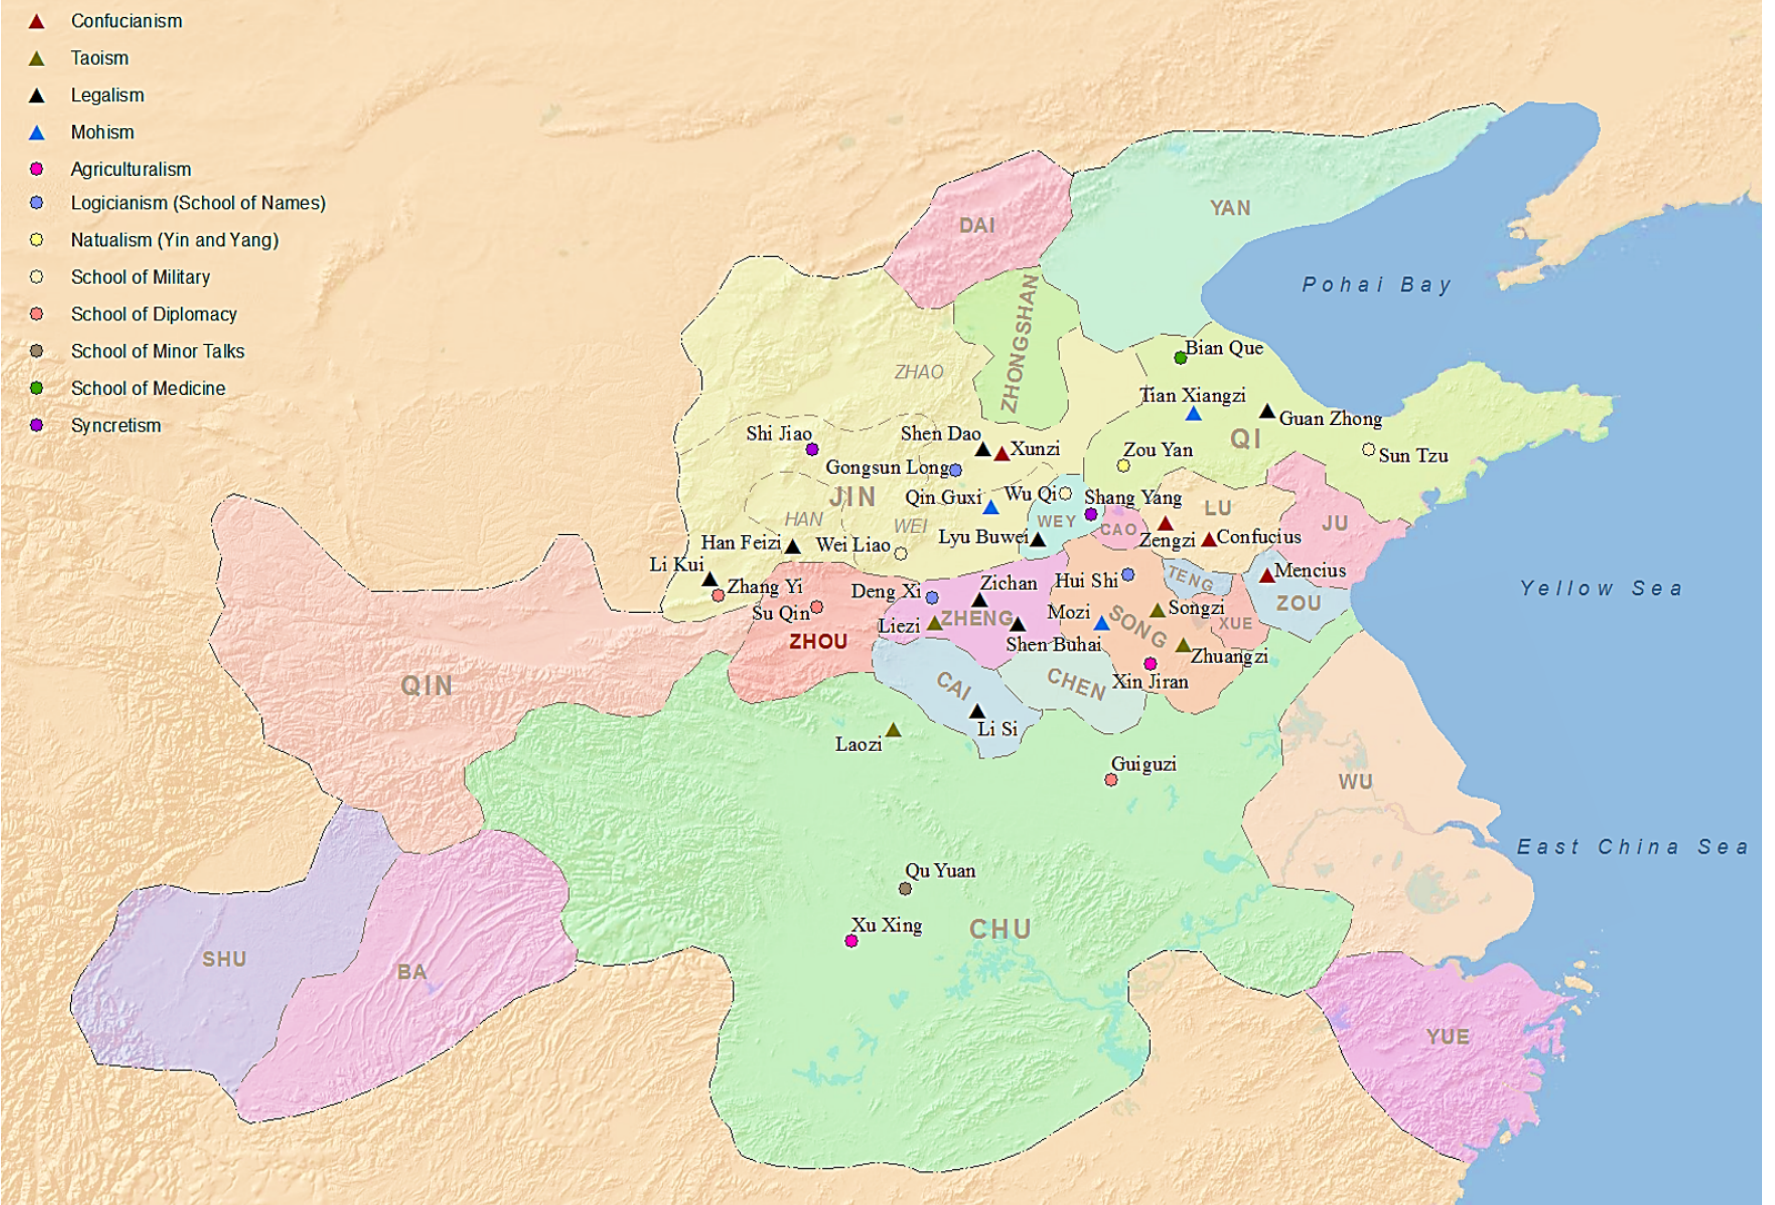 Confucianism
Taoism
Legalism
Mohism
Agriculturalism
Logicianism (School of Names)
Natualism (Yin and Yang)
School of Military
School of Diplomacy
School of Minor Talks
School of Medicine
Syncretism
DAI
YAN
Pohai Bay
ZHONGSHAN
Bian Que
ZHAO
Tian Xiangzi
Guan Zhong
QI
Shi Jiao
Shen Dao
Xunzi
Zou Yan
Sun Tzu
Gongsun Long
JIN
Qin Guxi
Wu Qi
Shang Yang
LU
JU
HAN
WEI
WEY
CAO
Han Feizi
Wei Liao
Lyu Buwei
Zengzi
Confucius
Li Kui
Zhang Yi
Deng Xi
Zichan
Hui Shi
TENG
Mencius
Yellow Sea
Su Qin
ZHOU
Liezi
ZHENG
Mozi
SONG
Songzi
XUE
ZOU
Shen Buhai
Zhuangzi
QIN
CAI
CHEN
Xin Jiran
Li Si
Laozi
Guiguzi
WU
East China Sea
Qu Yuan
Xu Xing
CHU
SHU
BA
YUE